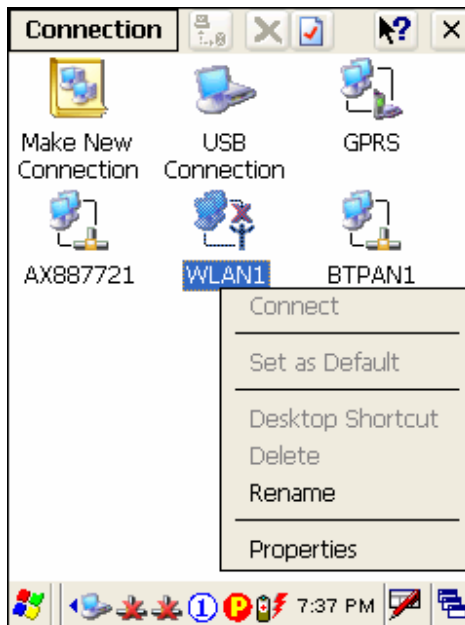 Connection
?
Make New Connection
USB Connection
GPRS
AX887721
WLAN1
BTPAN1
Connect
Set as Default
Desktop Shortcut
Delete
Rename
Properties
1
P
7:37 PM